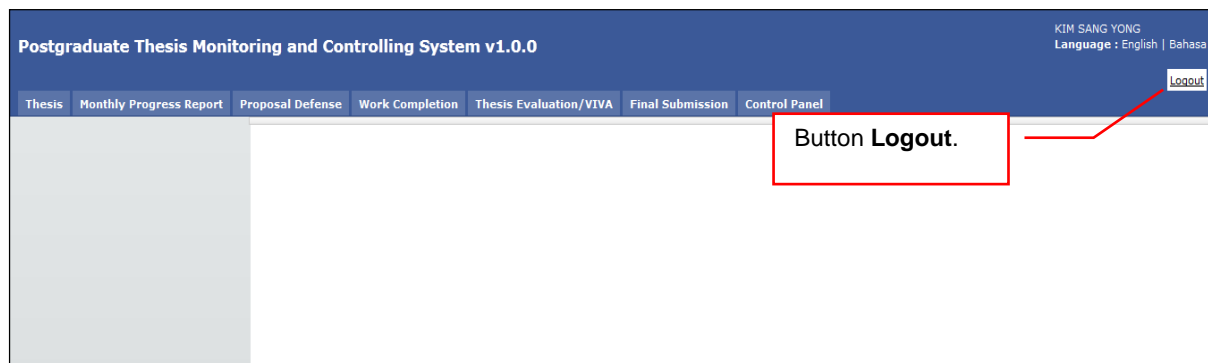 KIM SANG YONG
Postgraduate Thesis Monitoring and Controlling System v1.0.0
Language : English | Bahasa
Logout
Thesis Monthly Progress Report Proposal Defense Work Completion Thesis Evaluation/VIVA Final Submission Control Panel
Button Logout.